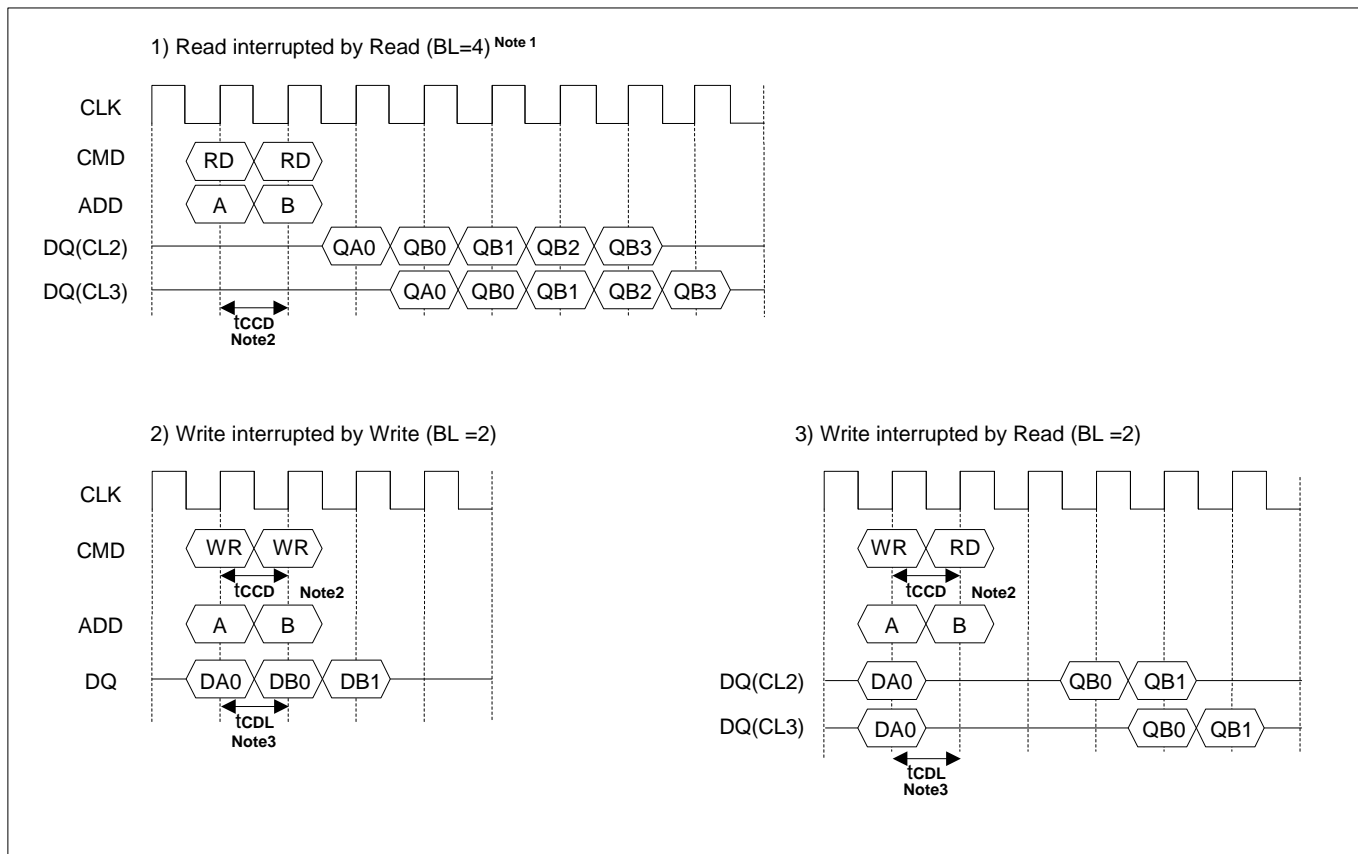 1) Read interrupted by Read (BL=4) Note 1
CLK
CMD RD RD
ADD A B
DQ(CL2) QA0 QB0 QB1 QB2 QB3
DQ(CL3) QA0 QB0 QB1 QB2 QB3
tCCD
Note2
2) Write interrupted by Write (BL =2)
CLK
CMD WR WR
tCCD Note2
ADD A B
DQ DA0 DB0 DB1
tCDL
Note3
3) Write interrupted by Read (BL =2)
WR RD
tCCD Note2
A B
DQ(CL2) DA0 QB0 QB1
DQ(CL3) DA0 QB0 QB1
tCDL
Note3